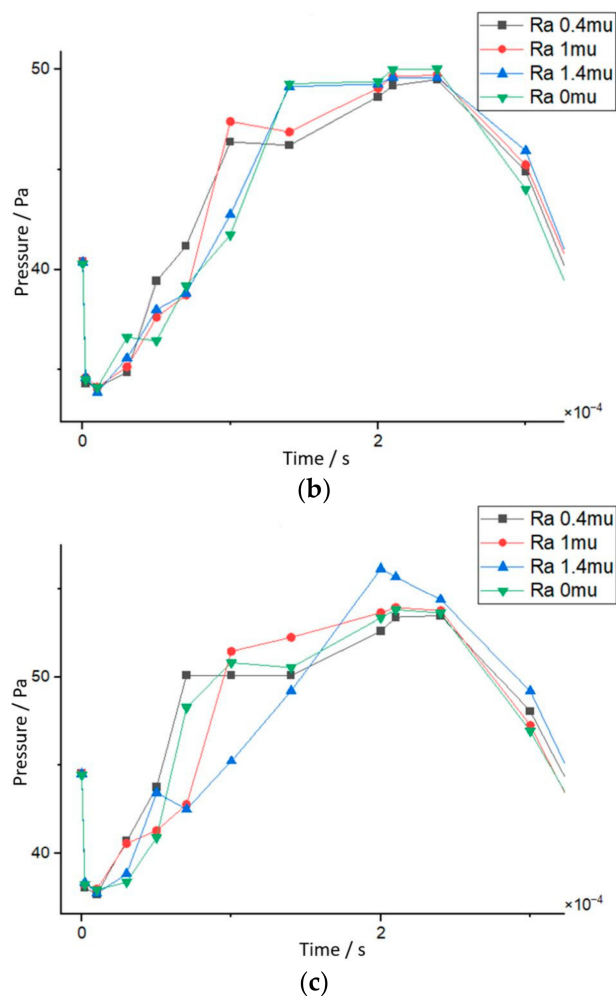 Ra 0.4mu
Ra 1mu
Ra 1.4mu
Ra 0mu
50
40
Pressure / Pa
0
2
×10⁻⁴
Time / s
(b)
Ra 0.4mu
Ra 1mu
Ra 1.4mu
Ra 0mu
50
40
Pressure / Pa
0
2
×10⁻⁴
Time / s
(c)